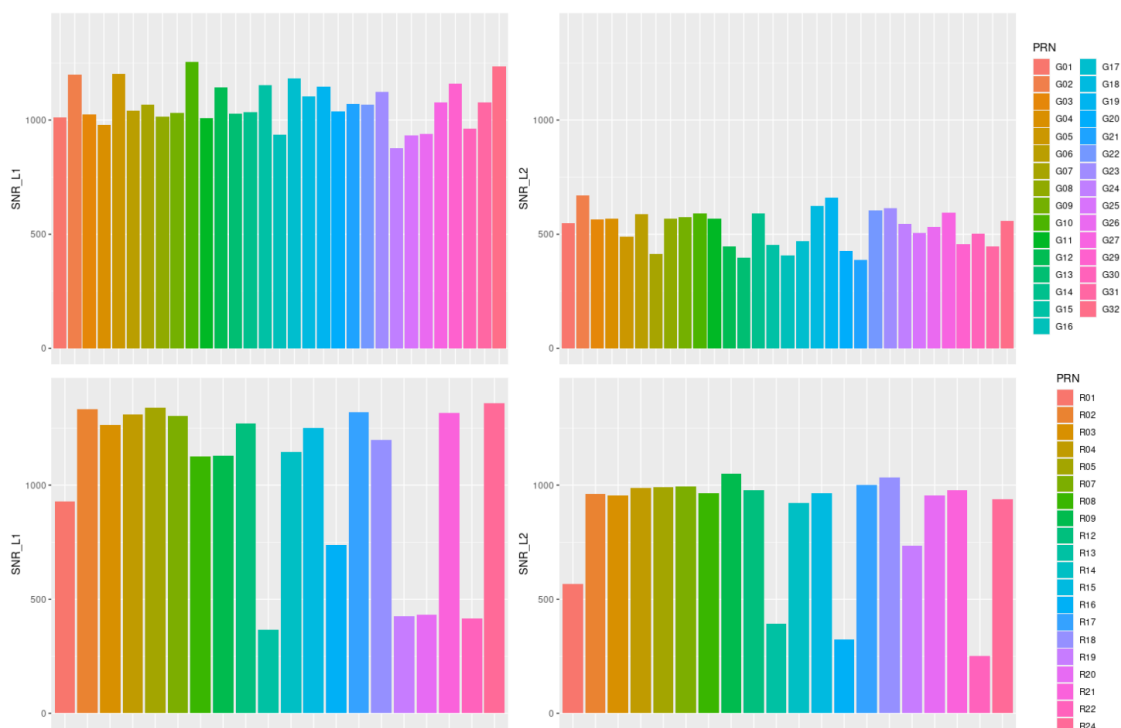 SNR_L1
1000
500
0
SNR_L2
1000
500
0
PRN
G01
G02
G03
G04
G05
G06
G07
G08
G09
G10
G11
G12
G13
G14
G15
G16
G17
G18
G19
G20
G21
G22
G23
G24
G25
G26
G27
G29
G30
G31
G32
SNR_L1
1000
500
0
SNR_L2
1000
500
0
PRN
R01
R02
R03
R04
R05
R07
R08
R09
R12
R13
R14
R15
R16
R17
R18
R19
R20
R21
R22
R24